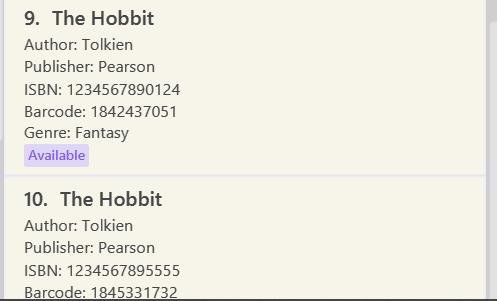 9. The Hobbit
Author: Tolkien
Publisher: Pearson
ISBN: 1234567890124
Barcode: 1842437051
Genre: Fantasy
Available
10. The Hobbit
Author: Tolkien
Publisher: Pearson
ISBN: 1234567895555
Barcode: 1845331732